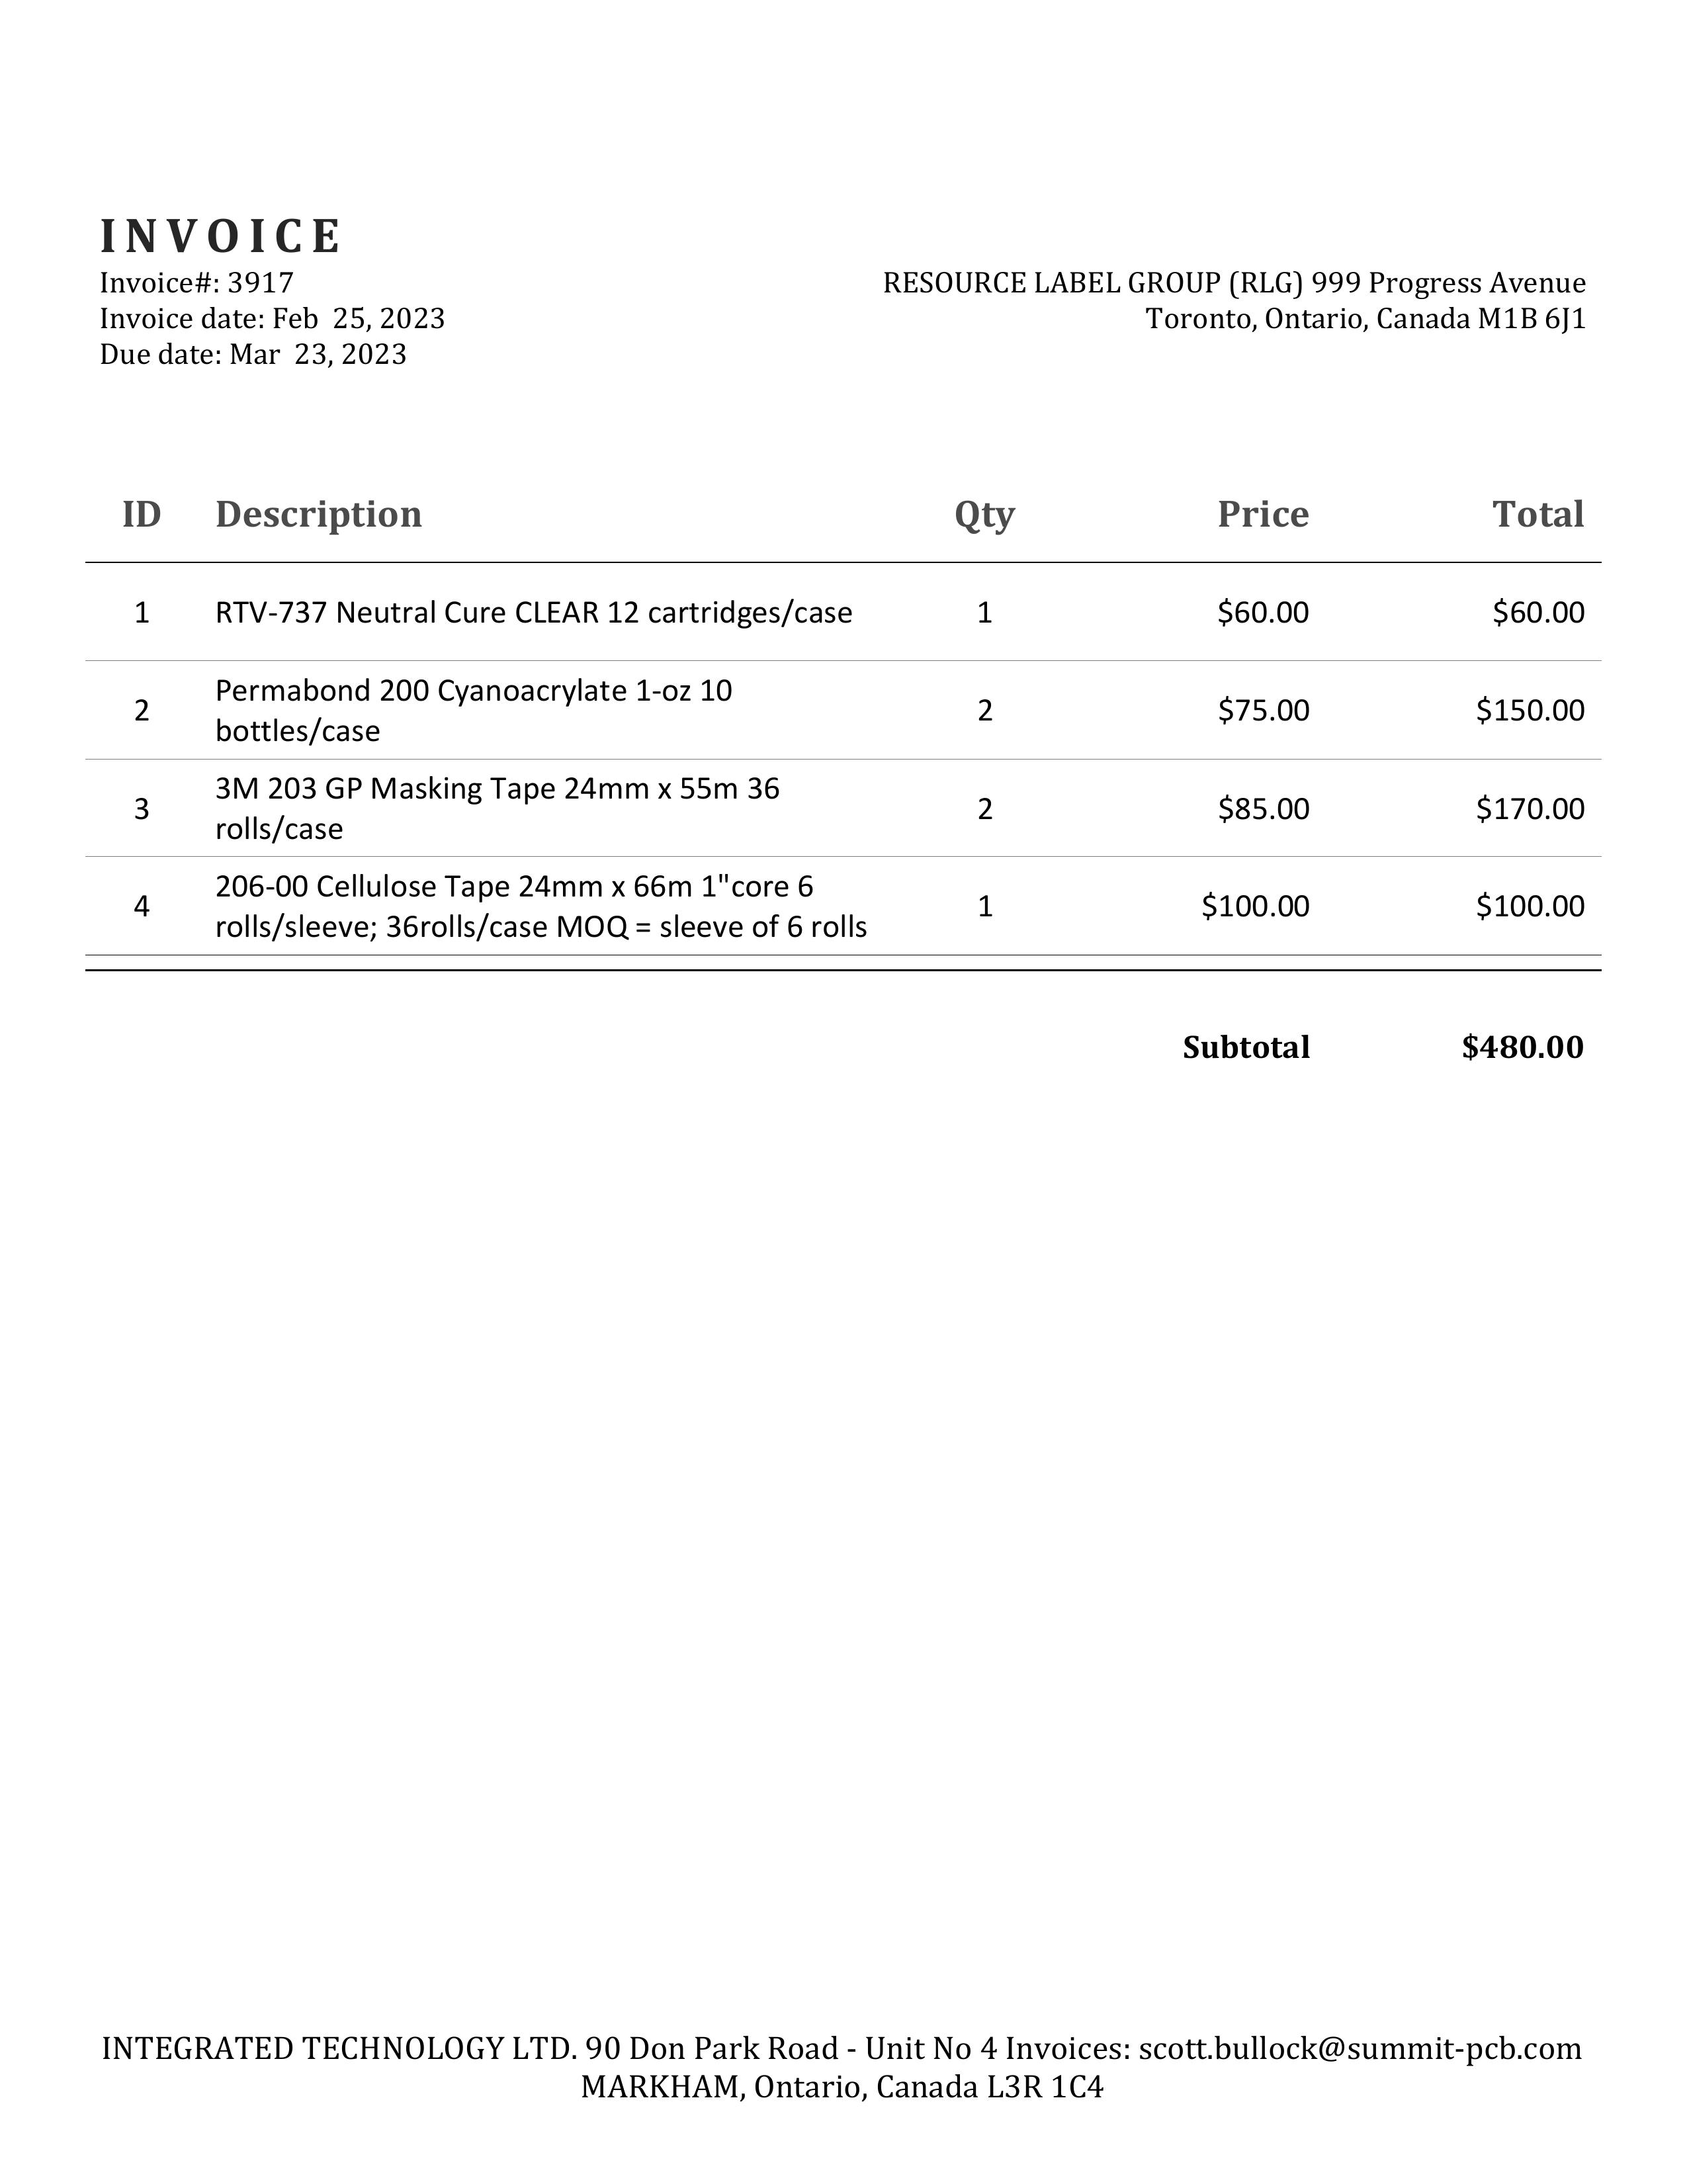 INVOICE
Invoice#: 3917
Invoice date: Feb  25, 2023
Due date: Mar  23, 2023
RESOURCE LABEL GROUP (RLG) 999 Progress Avenue
Toronto, Ontario, Canada M1B 6J1
ID Description Qty Price Total
1 RTV-737 Neutral Cure CLEAR 12 cartridges/case 1 $60.00 $60.00
2 Permabond 200 Cyanoacrylate 1-oz 10
bottles/case 2 $75.00 $150.00
3 3M 203 GP Masking Tape 24mm x 55m 36
rolls/case 2 $85.00 $170.00
4 206-00 Cellulose Tape 24mm x 66m 1"core 6
rolls/sleeve; 36rolls/case MOQ = sleeve of 6 rolls 1 $100.00 $100.00
Subtotal $480.00
INTEGRATED TECHNOLOGY LTD. 90 Don Park Road - Unit No 4 Invoices: scott.bullock@summit-pcb.com
MARKHAM, Ontario, Canada L3R 1C4